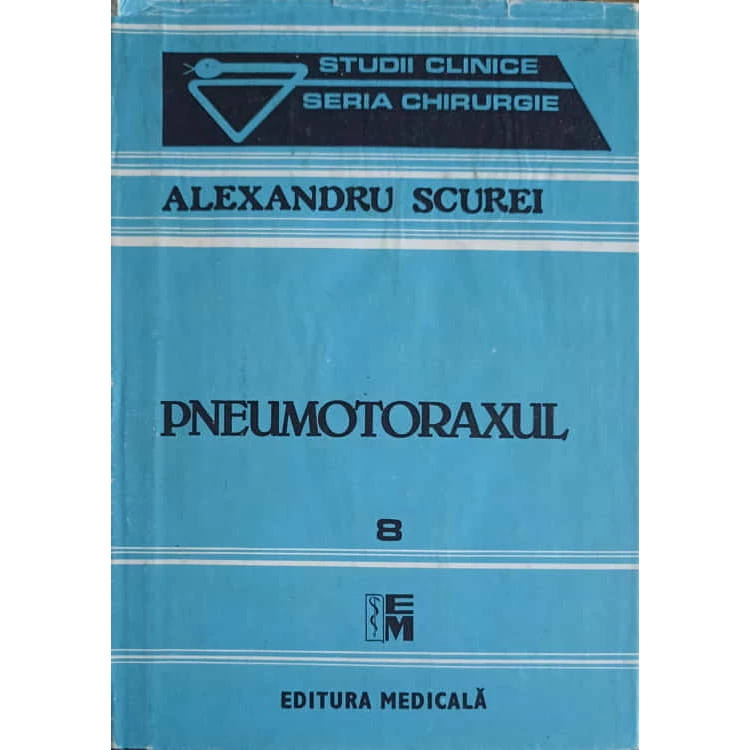 STUDII CLINICE
SERIA CHIRURGIE
ALEXANDRU SCUREI
PNEUMOTORAXUL
8
EM
EDITURA MEDICALĂ